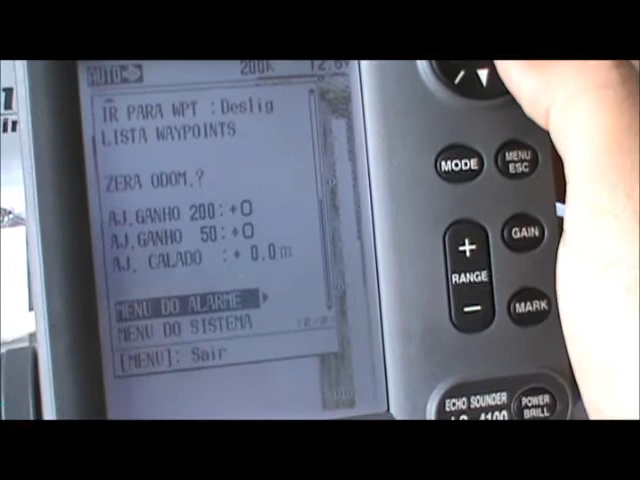 AUTO 200k 12.6v
IR PARA WPT : Deslig
LISTA WAYPOINTS
ZERA ODOM.?
AJ.GANHO 200: +0
AJ.GANHO 50: +0
AJ. CALADO : + 0.0m
MENU DO ALARME
MENU DO SISTEMA
[MENU]: Sair
MODE
MENU
ESC
+
RANGE
−
GAIN
MARK
ECHO SOUNDER
4100
POWER
BRILL